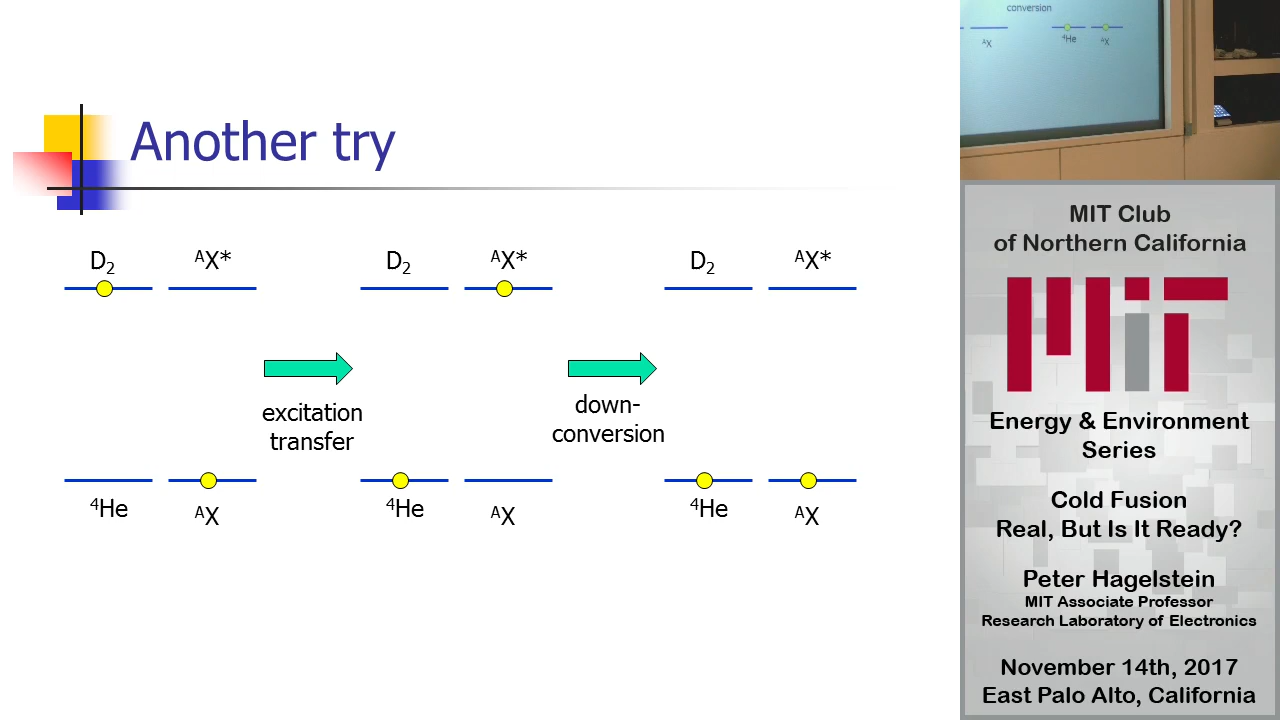 Another try
D2 AX* D2 AX* D2 AX*
excitation
transfer
down-
conversion
4He AX 4He AX 4He AX
conversion
AX 4He AX
MIT Club
of Northern California
MIT
Energy & Environment
Series
Cold Fusion
Real, But Is It Ready?
Peter Hagelstein
MIT Associate Professor
Research Laboratory of Electronics
November 14th, 2017
East Palo Alto, California